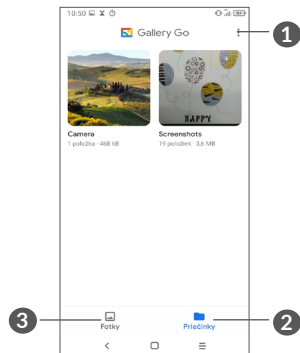 10:50
Gallery Go
1
HAPPY
Camera
1 položka · 468 kB
Screenshots
19 položiek · 3,6 MB
3
Fotky
Priečinky
2